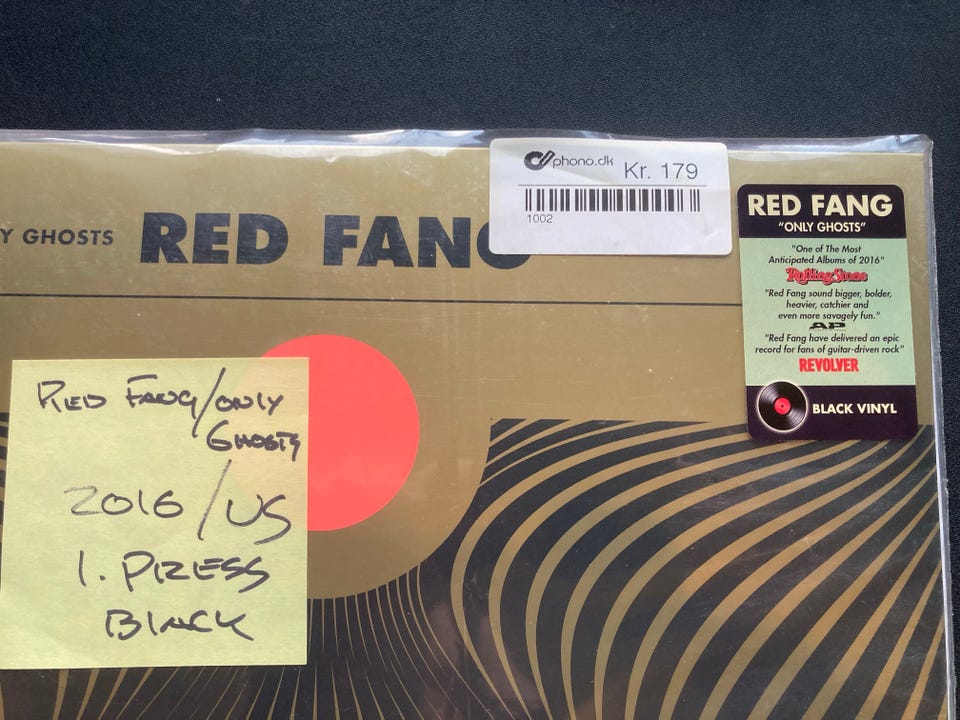 phono.dk Kr. 179
1002
Y GHOSTS RED FANG
RED FANG
"ONLY GHOSTS"
"One of The Most
Anticipated Albums of 2016"
RollingStone
"Red Fang sound bigger, bolder,
heavier, catchier and
even more savagely fun."
AP
"Red Fang have delivered an epic
record for fans of guitar-driven rock"
REVOLVER
BLACK VINYL
RED FANG/ONLY
GHOSTS
2016/US
1. PRESS
BLACK